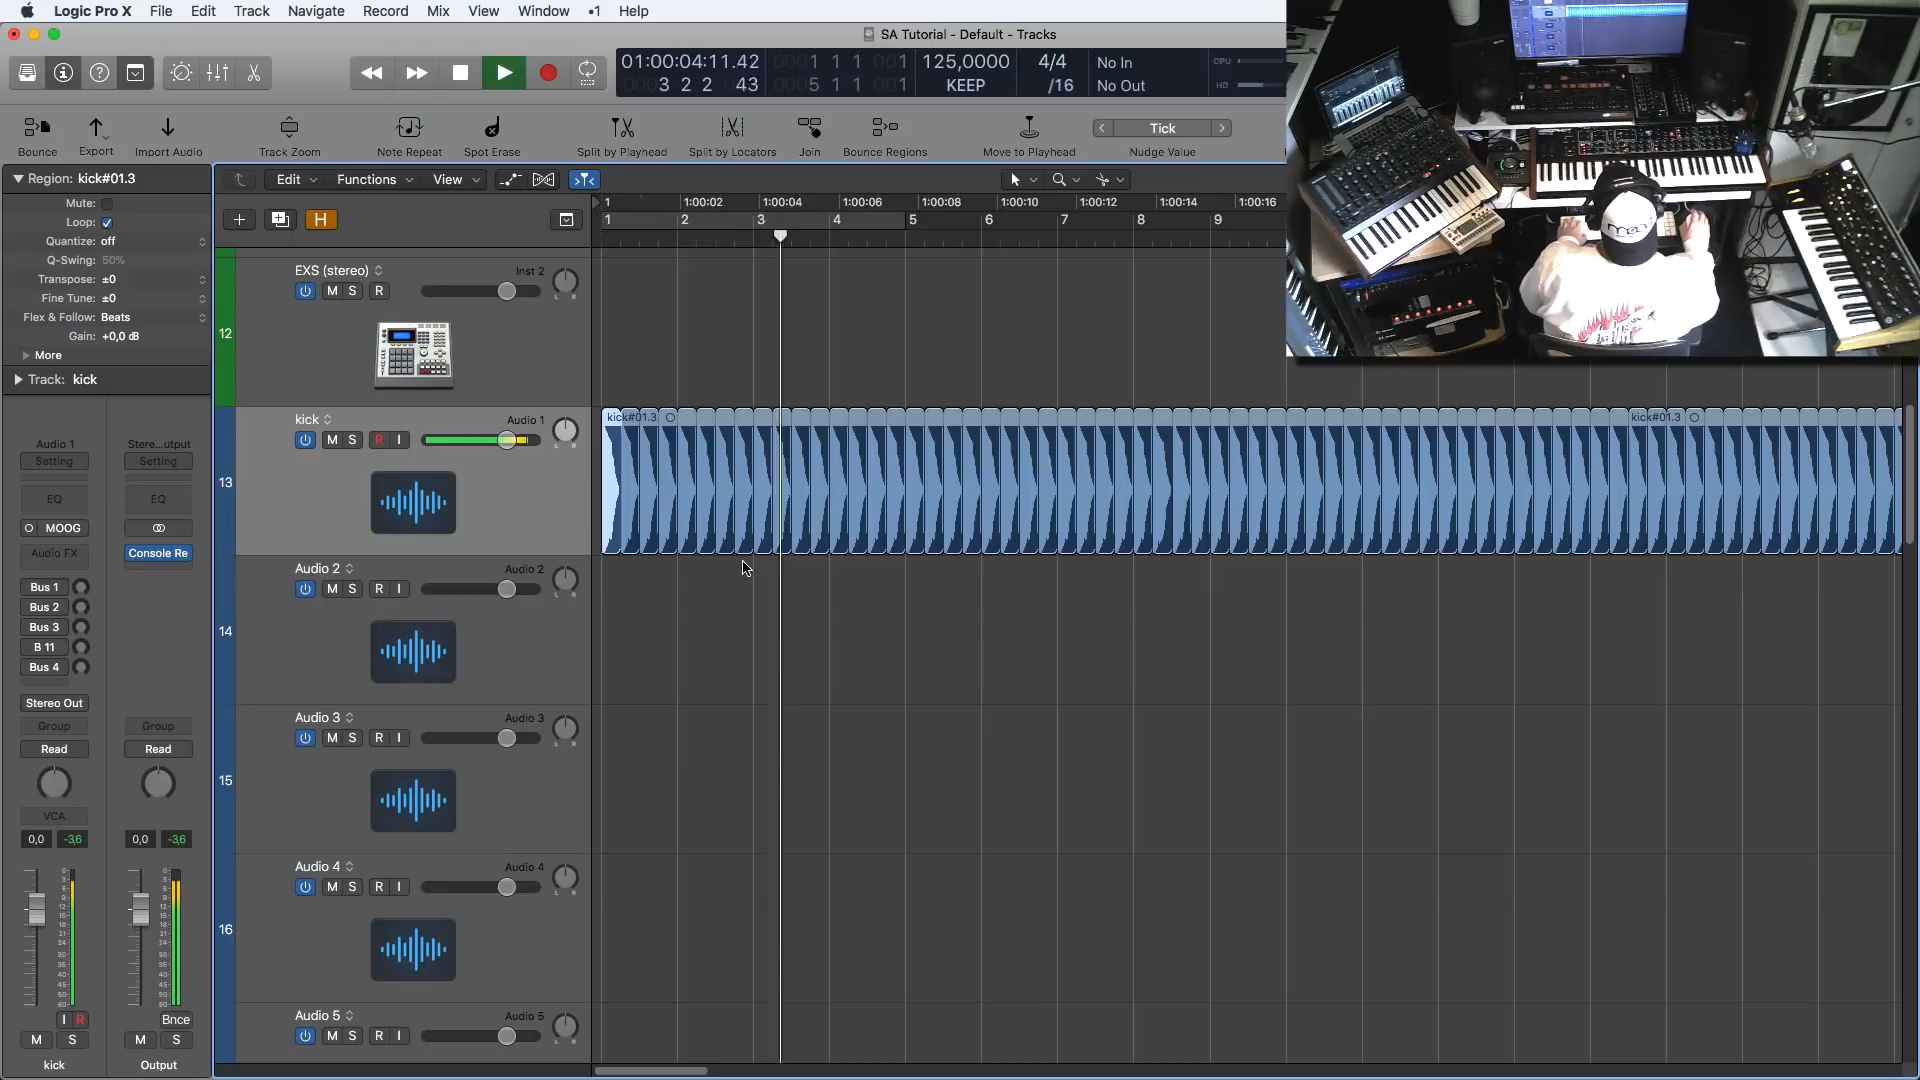 Logic Pro X File Edit Track Navigate Record Mix View Window •1 Help
SA Tutorial - Default - Tracks
01:00:04:11.42 125,0000 4/4 No In CPU
3 2 2 43 5 1 1 001 KEEP /16 No Out HD
Tick
Bounce Export Import Audio Track Zoom Note Repeat Spot Erase Split by Playhead Split by Locators Join Bounce Regions Move to Playhead Nudge Value
Region: kick#01.3
Edit Functions View
Mute:
Loop:
Quantize: off
Q-Swing: 50%
Transpose: ±0
Fine Tune: ±0
Flex & Follow: Beats
Gain: +0,0 dB
More
Track: kick
H
1 1:00:02 1:00:04 1:00:06 1:00:08 1:00:10 1:00:12 1:00:14 1:00:16
1 2 3 4 5 6 7 8 9
12
EXS (stereo) Inst 2
M S R
L R
13
kick Audio 1
M S R I
L R
kick#01.3 kick#01.3
14
Audio 2 Audio 2
M S R I
L R
15
Audio 3 Audio 3
M S R I
L R
16
Audio 4 Audio 4
M S R I
L R
Audio 5 Audio 5
M S R I
L R
Audio 1 Stere...utput
Setting Setting
EQ EQ
MOOG
Audio FX Console Re
Bus 1
Bus 2
Bus 3
B 11
Bus 4
Stereo Out
Group Group
Read Read
VCA
0,0 -3,6 0,0 -3,6
I R Bnce
M S M S
kick Output